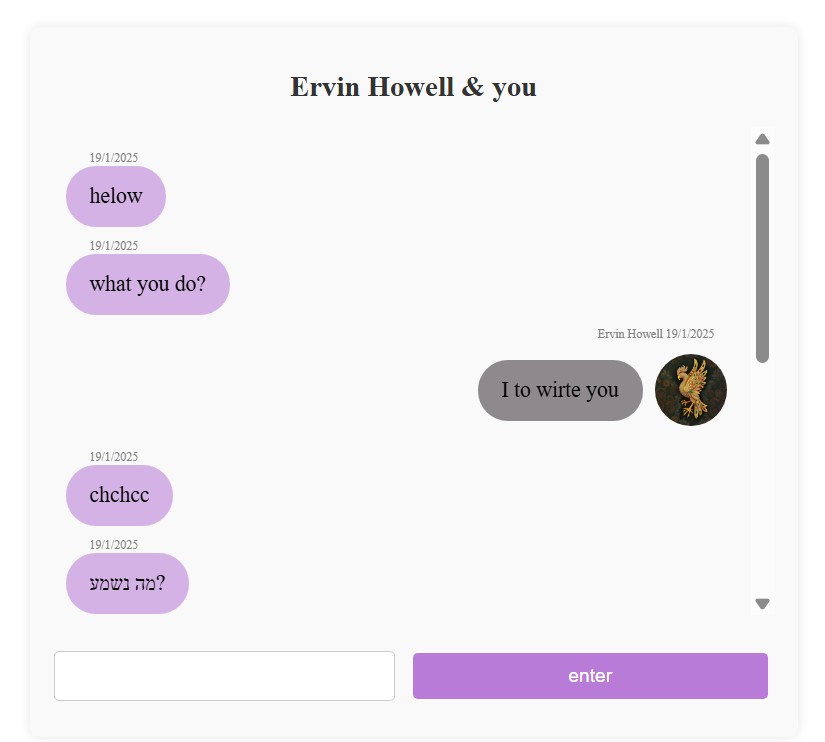 Ervin Howell & you
19/1/2025
helow
19/1/2025
what you do?
Ervin Howell 19/1/2025
I to wirte you
19/1/2025
chchcc
19/1/2025
מה נשמע?
enter